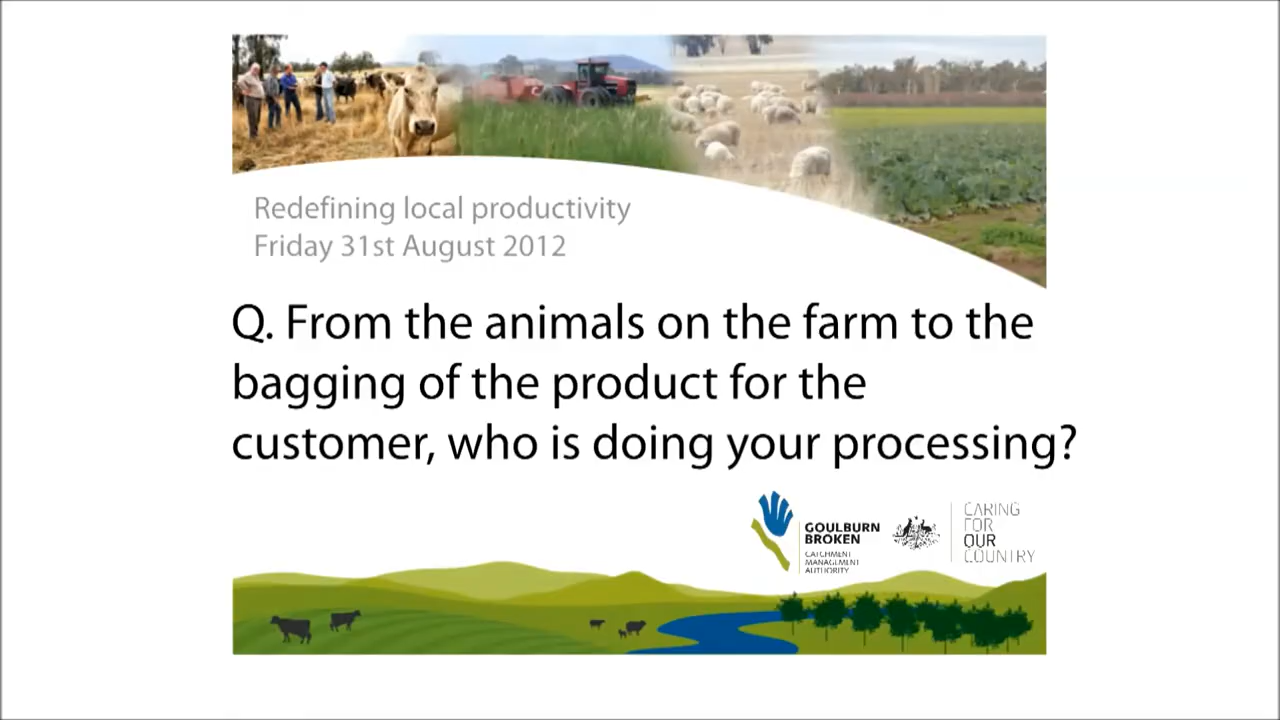 Redefining local productivity
Friday 31st August 2012
Q. From the animals on the farm to the
bagging of the product for the
customer, who is doing your processing?
GOULBURN
BROKEN
CATCHMENT
MANAGEMENT
AUTHORITY
CARING
FOR
OUR
COUNTRY